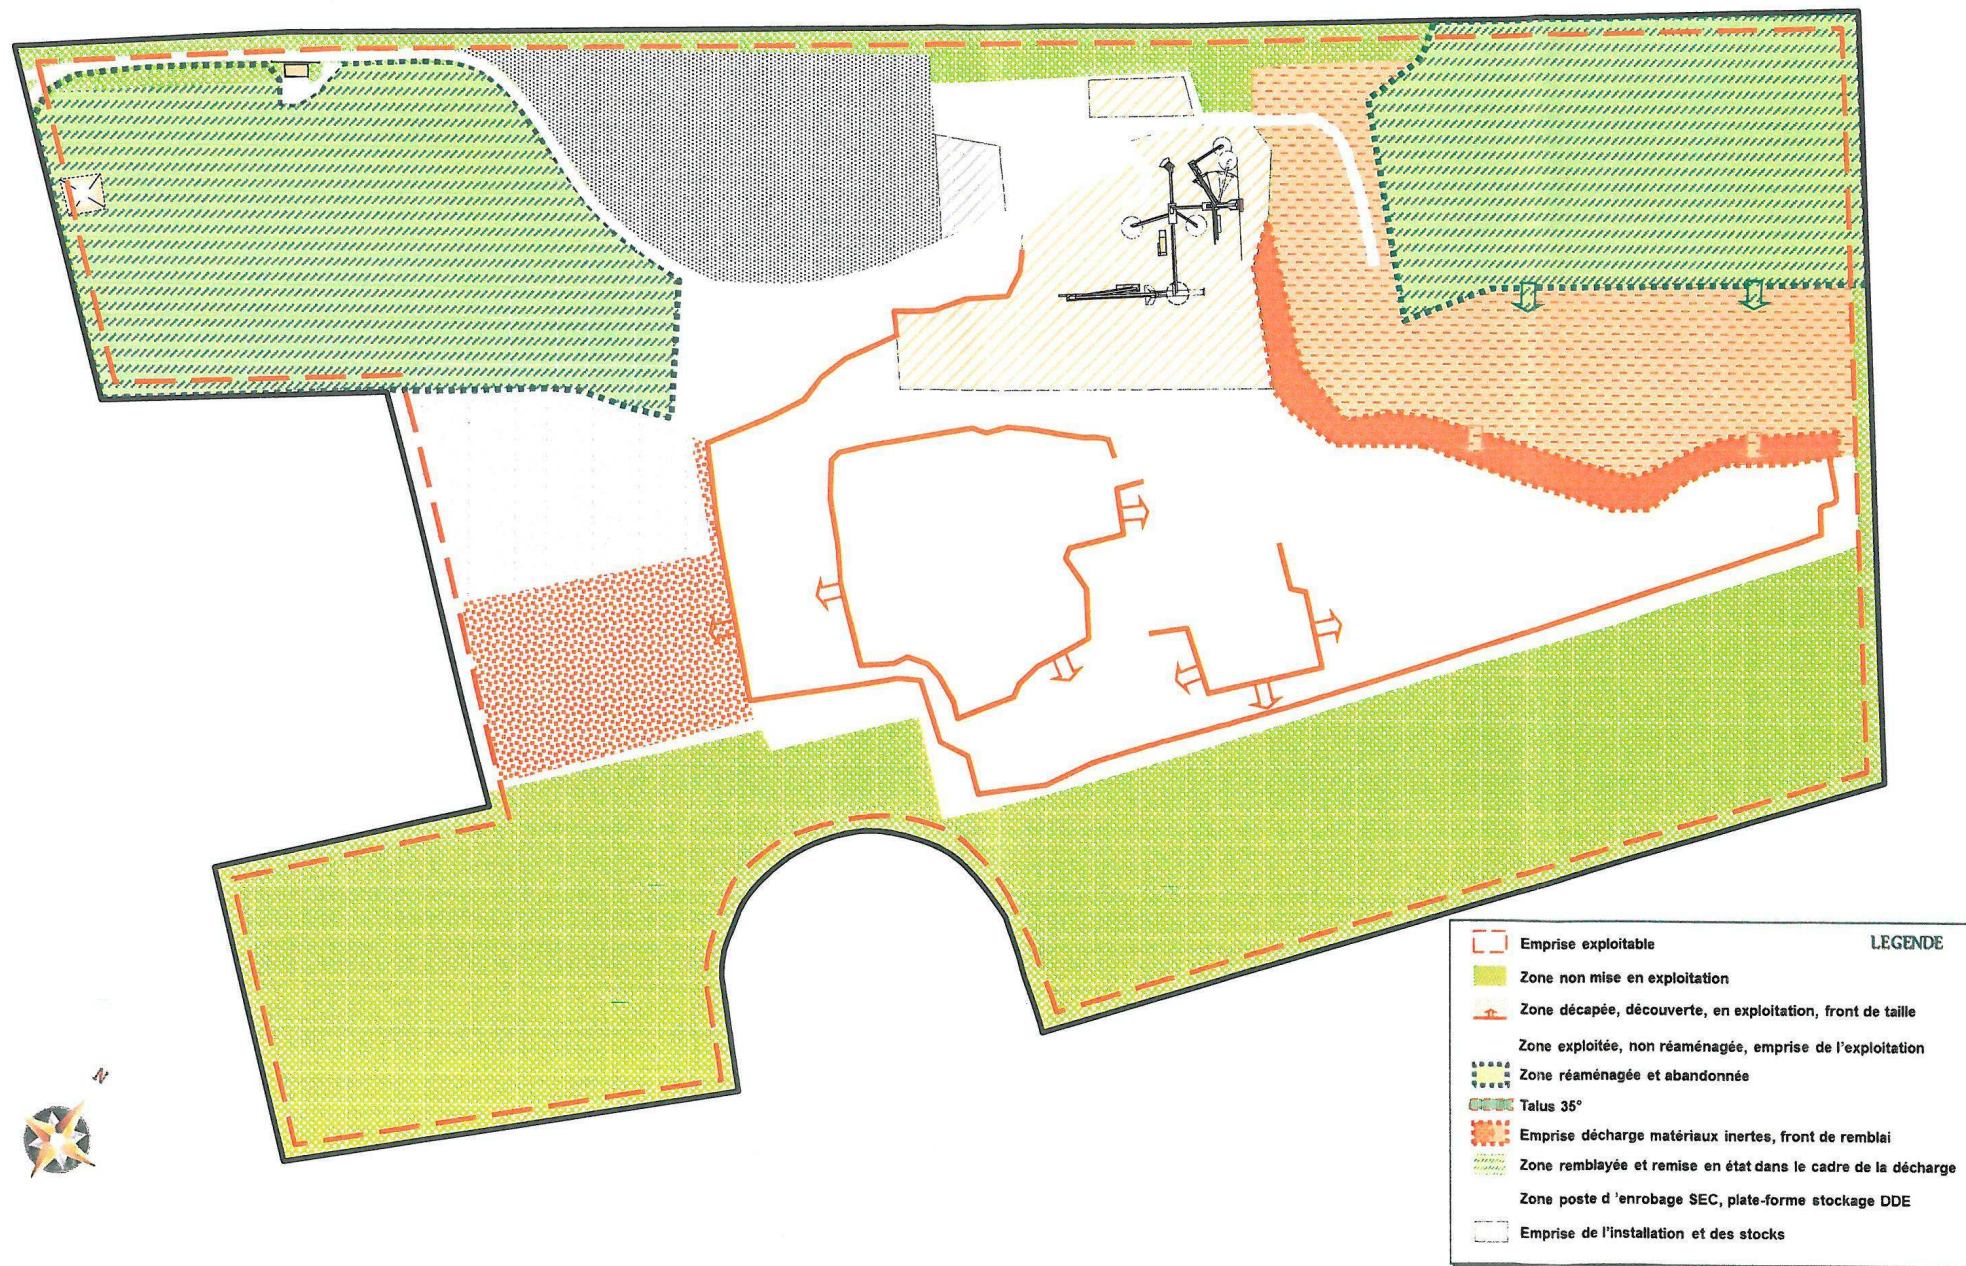 N
LEGENDE
Emprise exploitable
Zone non mise en exploitation
Zone décapée, découverte, en exploitation, front de taille
Zone exploitée, non réaménagée, emprise de l'exploitation
Zone réaménagée et abandonnée
Talus 35°
Emprise décharge matériaux inertes, front de remblai
Zone remblayée et remise en état dans le cadre de la décharge
Zone poste d 'enrobage SEC, plate-forme stockage DDE
Emprise de l'installation et des stocks